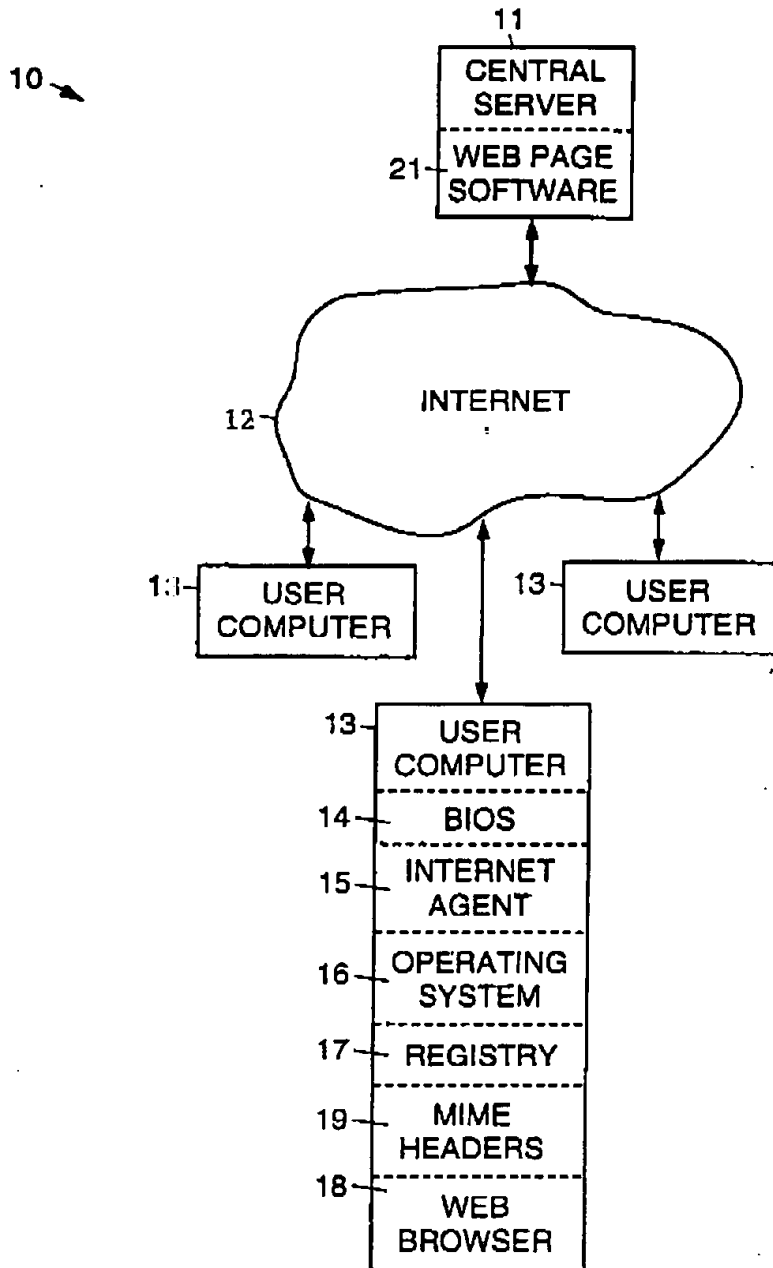 11
10
CENTRAL
SERVER
21
WEB PAGE
SOFTWARE
INTERNET
12
13
USER
COMPUTER
13
USER
COMPUTER
13
USER
COMPUTER
14
BIOS
15
INTERNET
AGENT
16
OPERATING
SYSTEM
17
REGISTRY
19
MIME
HEADERS
18
WEB
BROWSER